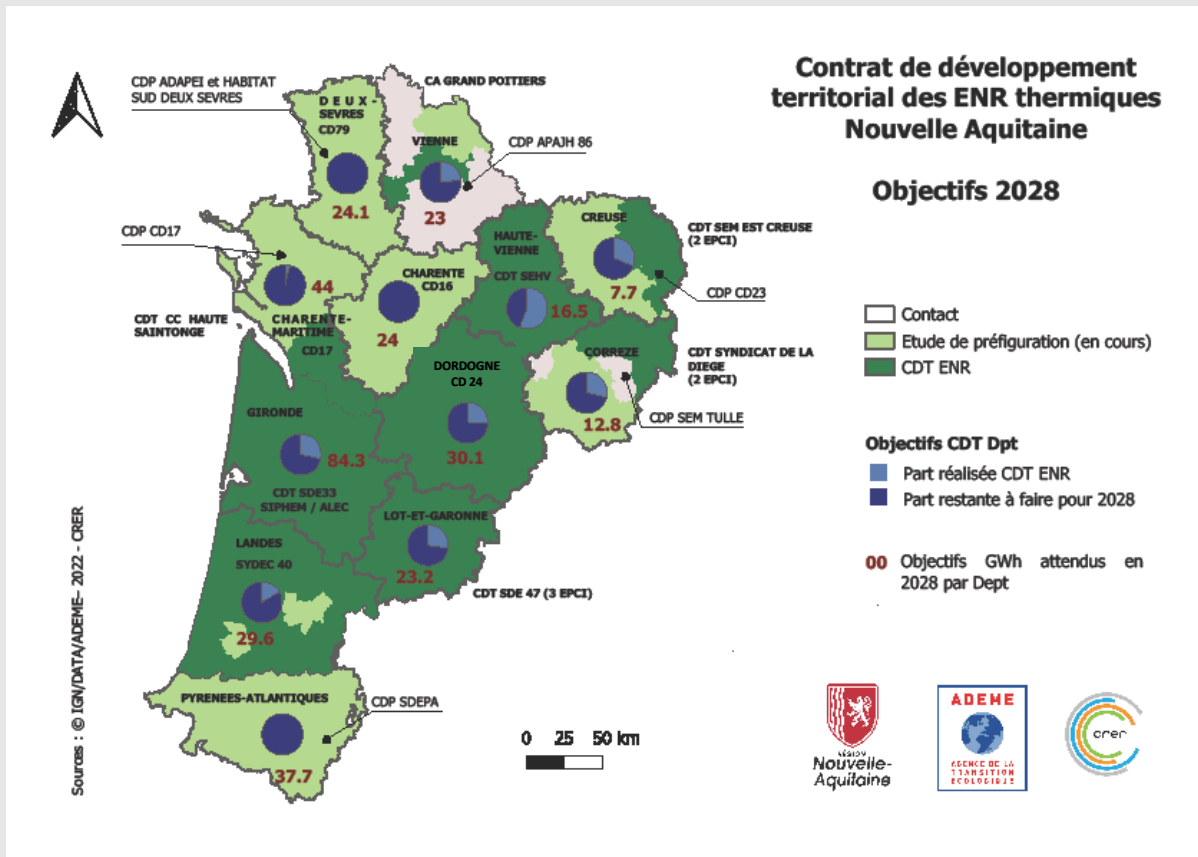 Contrat de développement
territorial des ENR thermiques
Nouvelle Aquitaine
Objectifs 2028
CDP ADAPEI et HABITAT
SUD DEUX SEVRES
CA GRAND POITIERS
DEUX-
SEVRES
CD79
24.1
VIENNE
23
CDP APAJH 86
CDP CD17
44
CHARENTE-
MARITIME
CD17
CDT CC HAUTE
SAINTONGE
CHARENTE
CD16
24
HAUTE-
VIENNE
CDT SEHV
16.5
CREUSE
7.7
CDT SEM EST CREUSE
(2 EPCI)
CDP CD23
CORREZE
12.8
CDT SYNDICAT DE LA
DIEGE
(2 EPCI)
CDP SEM TULLE
DORDOGNE
CD 24
30.1
GIRONDE
84.3
CDT SDE33
SIPHEM / ALEC
LOT-ET-GARONNE
23.2
CDT SDE 47 (3 EPCI)
LANDES
SYDEC 40
29.6
PYRENEES-ATLANTIQUES
37.7
CDP SDEPA
Contact
Etude de préfiguration (en cours)
CDT ENR
Objectifs CDT Dpt
Part réalisée CDT ENR
Part restante à faire pour 2028
00 Objectifs GWh attendus en
2028 par Dept
0 25 50 km
Sources : © IGN/DATA/ADEME– 2022 - CRER
RÉGION
Nouvelle-
Aquitaine
ADEME
AGENCE DE LA
TRANSITION
ÉCOLOGIQUE
crer